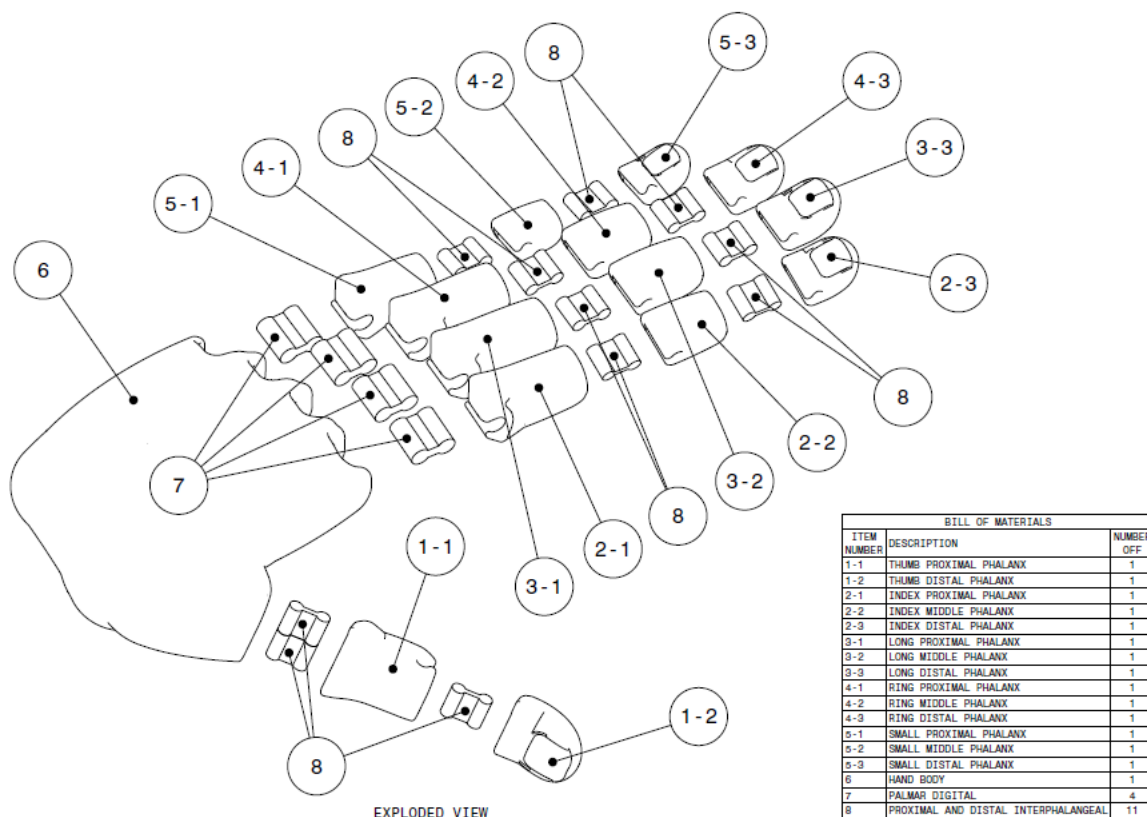 5-3
8
4-2
4-3
5-2
8
3-3
4-1
5-1
6
2-3
8
2-2
7
3-2
8
1-1
2-1
3-1
1-2
8
EXPLODED VIEW
BILL OF MATERIALS
ITEM NUMBER DESCRIPTION NUMBER OFF
1-1 THUMB PROXIMAL PHALANX 1
1-2 THUMB DISTAL PHALANX 1
2-1 INDEX PROXIMAL PHALANX 1
2-2 INDEX MIDDLE PHALANX 1
2-3 INDEX DISTAL PHALANX 1
3-1 LONG PROXIMAL PHALANX 1
3-2 LONG MIDDLE PHALANX 1
3-3 LONG DISTAL PHALANX 1
4-1 RING PROXIMAL PHALANX 1
4-2 RING MIDDLE PHALANX 1
4-3 RING DISTAL PHALANX 1
5-1 SMALL PROXIMAL PHALANX 1
5-2 SMALL MIDDLE PHALANX 1
5-3 SMALL DISTAL PHALANX 1
6 HAND BODY 1
7 PALMAR DIGITAL 4
8 PROXIMAL AND DISTAL INTERPHALANGEAL 11